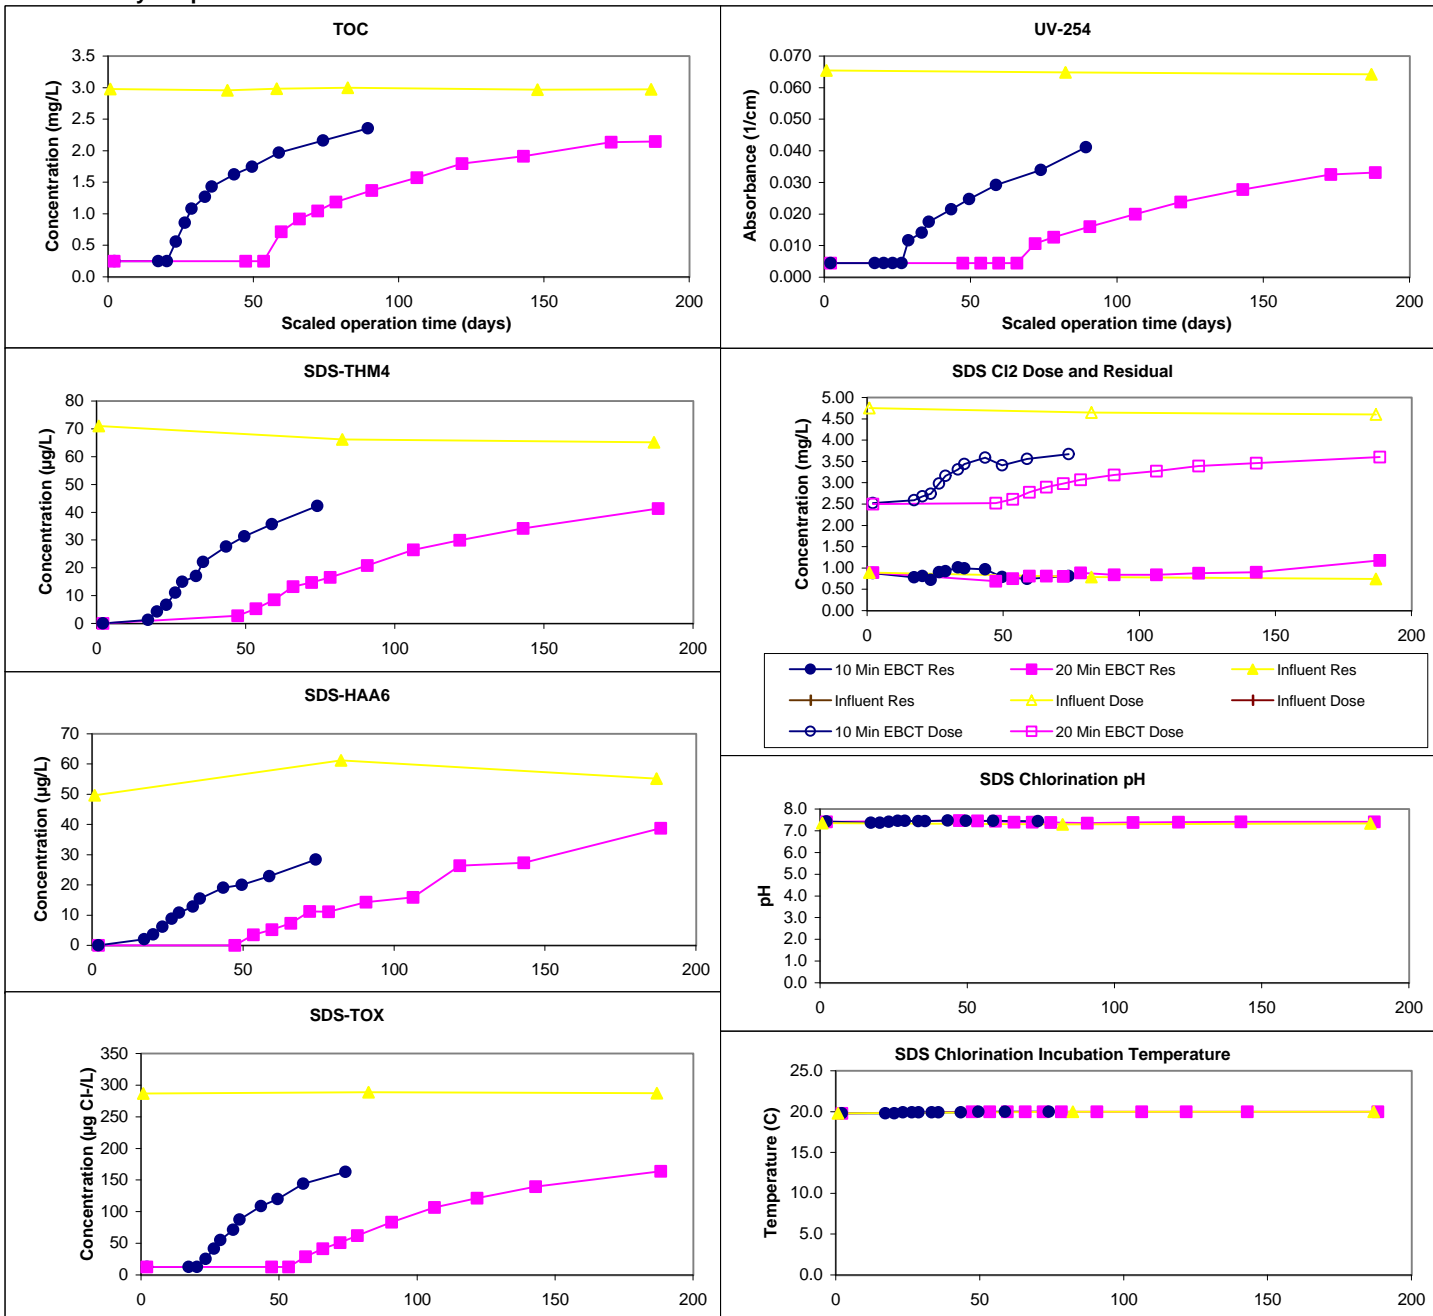 TOC
3.5
3.0
2.5
2.0
1.5
1.0
0.5
0.0
Concentration (mg/L)
0 50 100 150 200
Scaled operation time (days)
UV-254
0.070
0.060
0.050
0.040
0.030
0.020
0.010
0.000
Absorbance (1/cm)
0 50 100 150 200
Scaled operation time (days)
SDS-THM4
80
70
60
50
40
30
20
10
0
Concentration (µg/L)
0 50 100 150 200
SDS Cl2 Dose and Residual
5.00
4.50
4.00
3.50
3.00
2.50
2.00
1.50
1.00
0.50
0.00
Concentration (mg/L)
0 50 100 150 200
10 Min EBCT Res 20 Min EBCT Res Influent Res
Influent Res Influent Dose Influent Dose
10 Min EBCT Dose 20 Min EBCT Dose
SDS-HAA6
70
60
50
40
30
20
10
0
Concentration (µg/L)
0 50 100 150 200
SDS Chlorination pH
8.0
7.0
6.0
5.0
4.0
3.0
2.0
1.0
0.0
pH
0 50 100 150 200
SDS-TOX
350
300
250
200
150
100
50
0
Concentration (µg Cl-/L)
0 50 100 150 200
SDS Chlorination Incubation Temperature
25.0
20.0
15.0
10.0
5.0
0.0
Temperature (C)
0 50 100 150 200